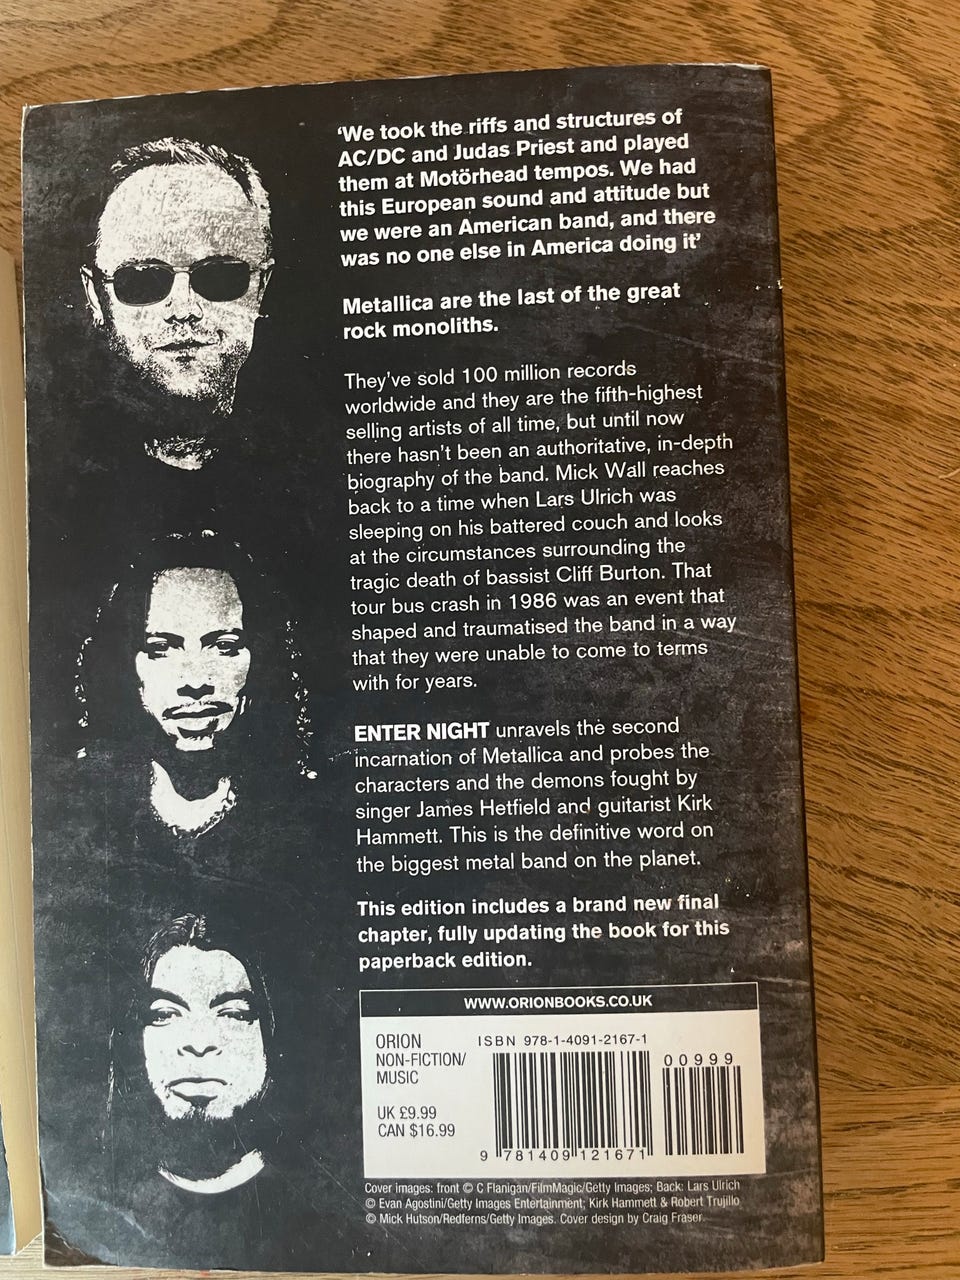 ‘We took the riffs and structures of
AC/DC and Judas Priest and played
them at Motörhead tempos. We had
this European sound and attitude but
we were an American band, and there
was no one else in America doing it’
Metallica are the last of the great
rock monoliths.
They've sold 100 million records
worldwide and they are the fifth-highest
selling artists of all time, but until now
there hasn't been an authoritative, in-depth
biography of the band. Mick Wall reaches
back to a time when Lars Ulrich was
sleeping on his battered couch and looks
at the circumstances surrounding the
tragic death of bassist Cliff Burton. That
tour bus crash in 1986 was an event that
shaped and traumatised the band in a way
that they were unable to come to terms
with for years.
ENTER NIGHT unravels the second
incarnation of Metallica and probes the
characters and the demons fought by
singer James Hetfield and guitarist Kirk
Hammett. This is the definitive word on
the biggest metal band on the planet.
This edition includes a brand new final
chapter, fully updating the book for this
paperback edition.
WWW.ORIONBOOKS.CO.UK
ORION
NON-FICTION/
MUSIC
UK £9.99
CAN $16.99
ISBN 978-1-4091-2167-1
00999
9 781409 121671
Cover images: front © C Flanigan/FilmMagic/Getty Images; Back: Lars Ulrich
© Evan Agostini/Getty Images Entertainment; Kirk Hammett & Robert Trujillo
© Mick Hutson/Redferns/Getty Images. Cover design by Craig Fraser.